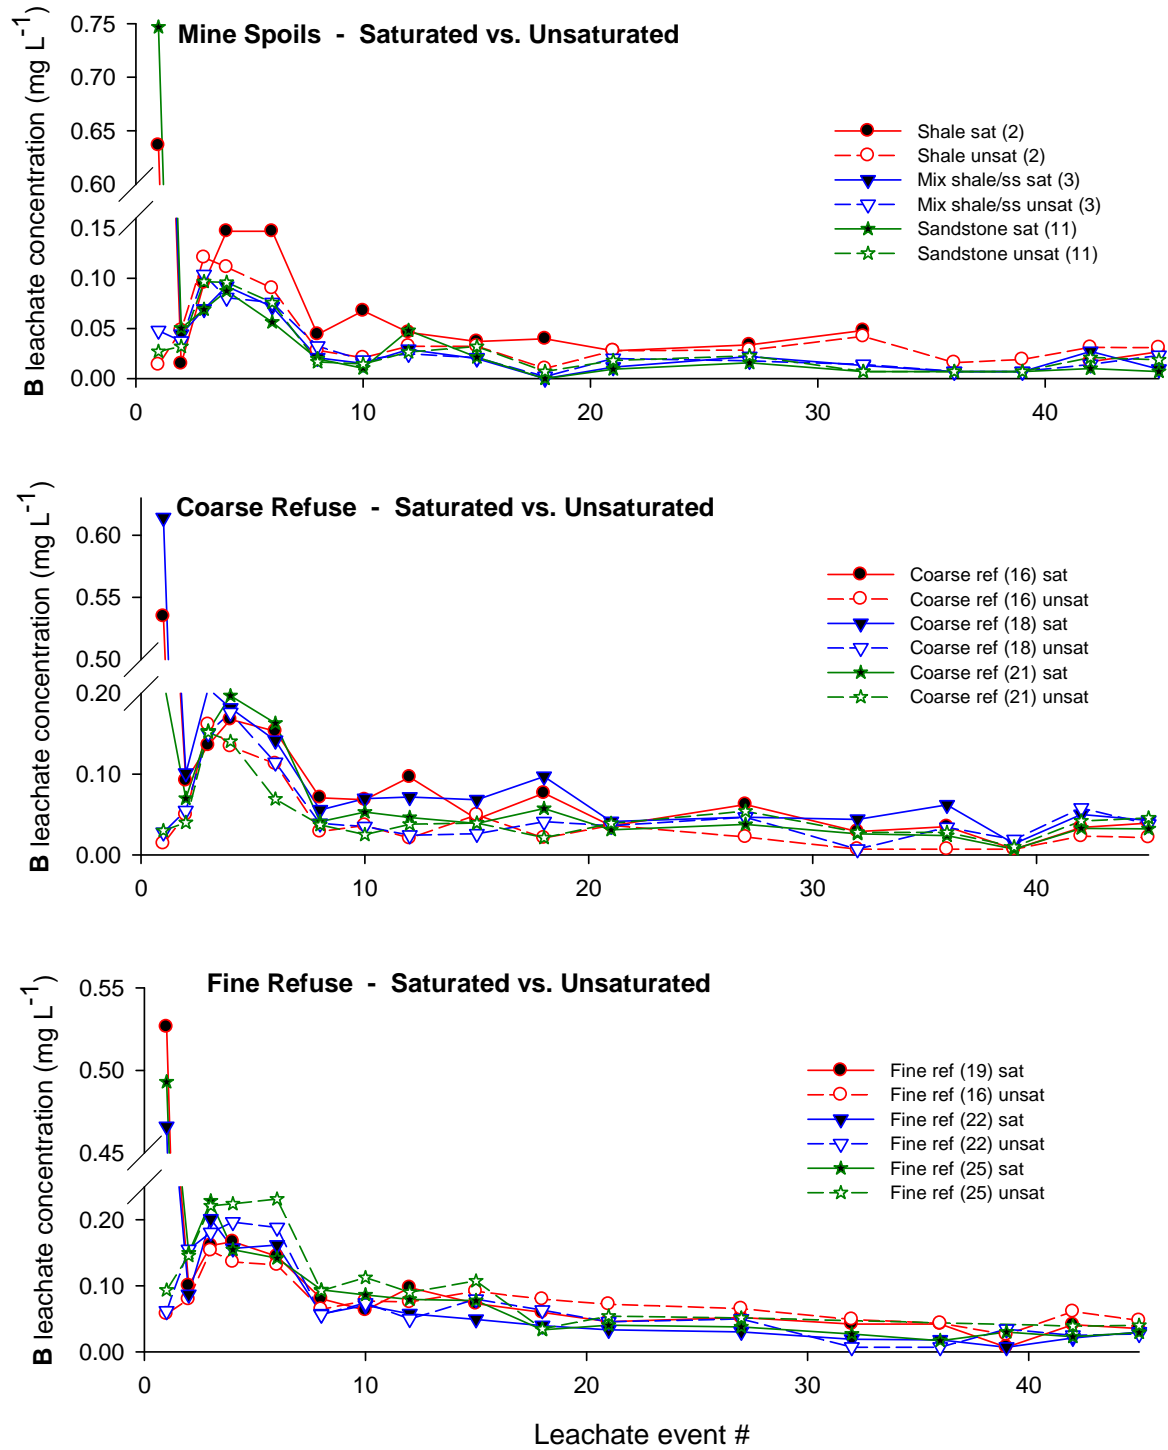 Mine Spoils - Saturated vs. Unsaturated
B leachate concentration (mg L-1)
0.75
0.70
0.65
0.60
0.15
0.10
0.05
0.00
0 10 20 30 40
Shale sat (2)
Shale unsat (2)
Mix shale/ss sat (3)
Mix shale/ss unsat (3)
Sandstone sat (11)
Sandstone unsat (11)
Coarse Refuse - Saturated vs. Unsaturated
B leachate concentration (mg L-1)
0.60
0.55
0.50
0.20
0.10
0.00
0 10 20 30 40
Coarse ref (16) sat
Coarse ref (16) unsat
Coarse ref (18) sat
Coarse ref (18) unsat
Coarse ref (21) sat
Coarse ref (21) unsat
Fine Refuse - Saturated vs. Unsaturated
B leachate concentration (mg L-1)
0.55
0.50
0.45
0.20
0.10
0.00
0 10 20 30 40
Fine ref (19) sat
Fine ref (16) unsat
Fine ref (22) sat
Fine ref (22) unsat
Fine ref (25) sat
Fine ref (25) unsat
Leachate event #